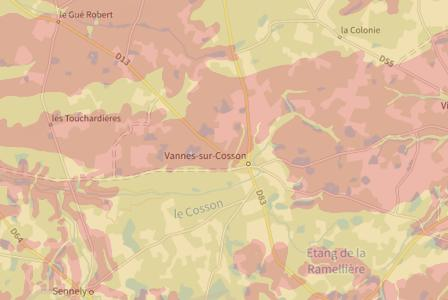 le Gué Robert
la Colonie
D13
D55
les Touchardières
Vannes-sur-Cosson
D83
le Cosson
D64
Etang de la
Ramellière
Sennely